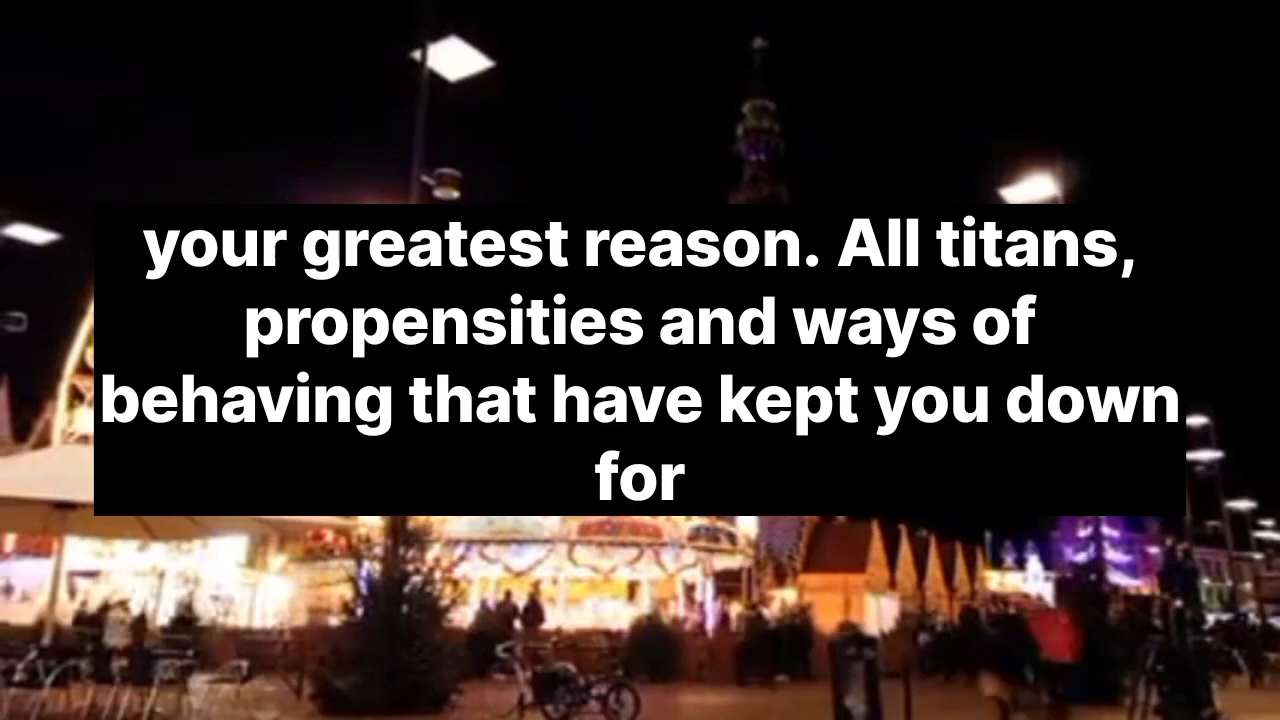 your greatest reason. All titans,
propensities and ways of
behaving that have kept you down
for